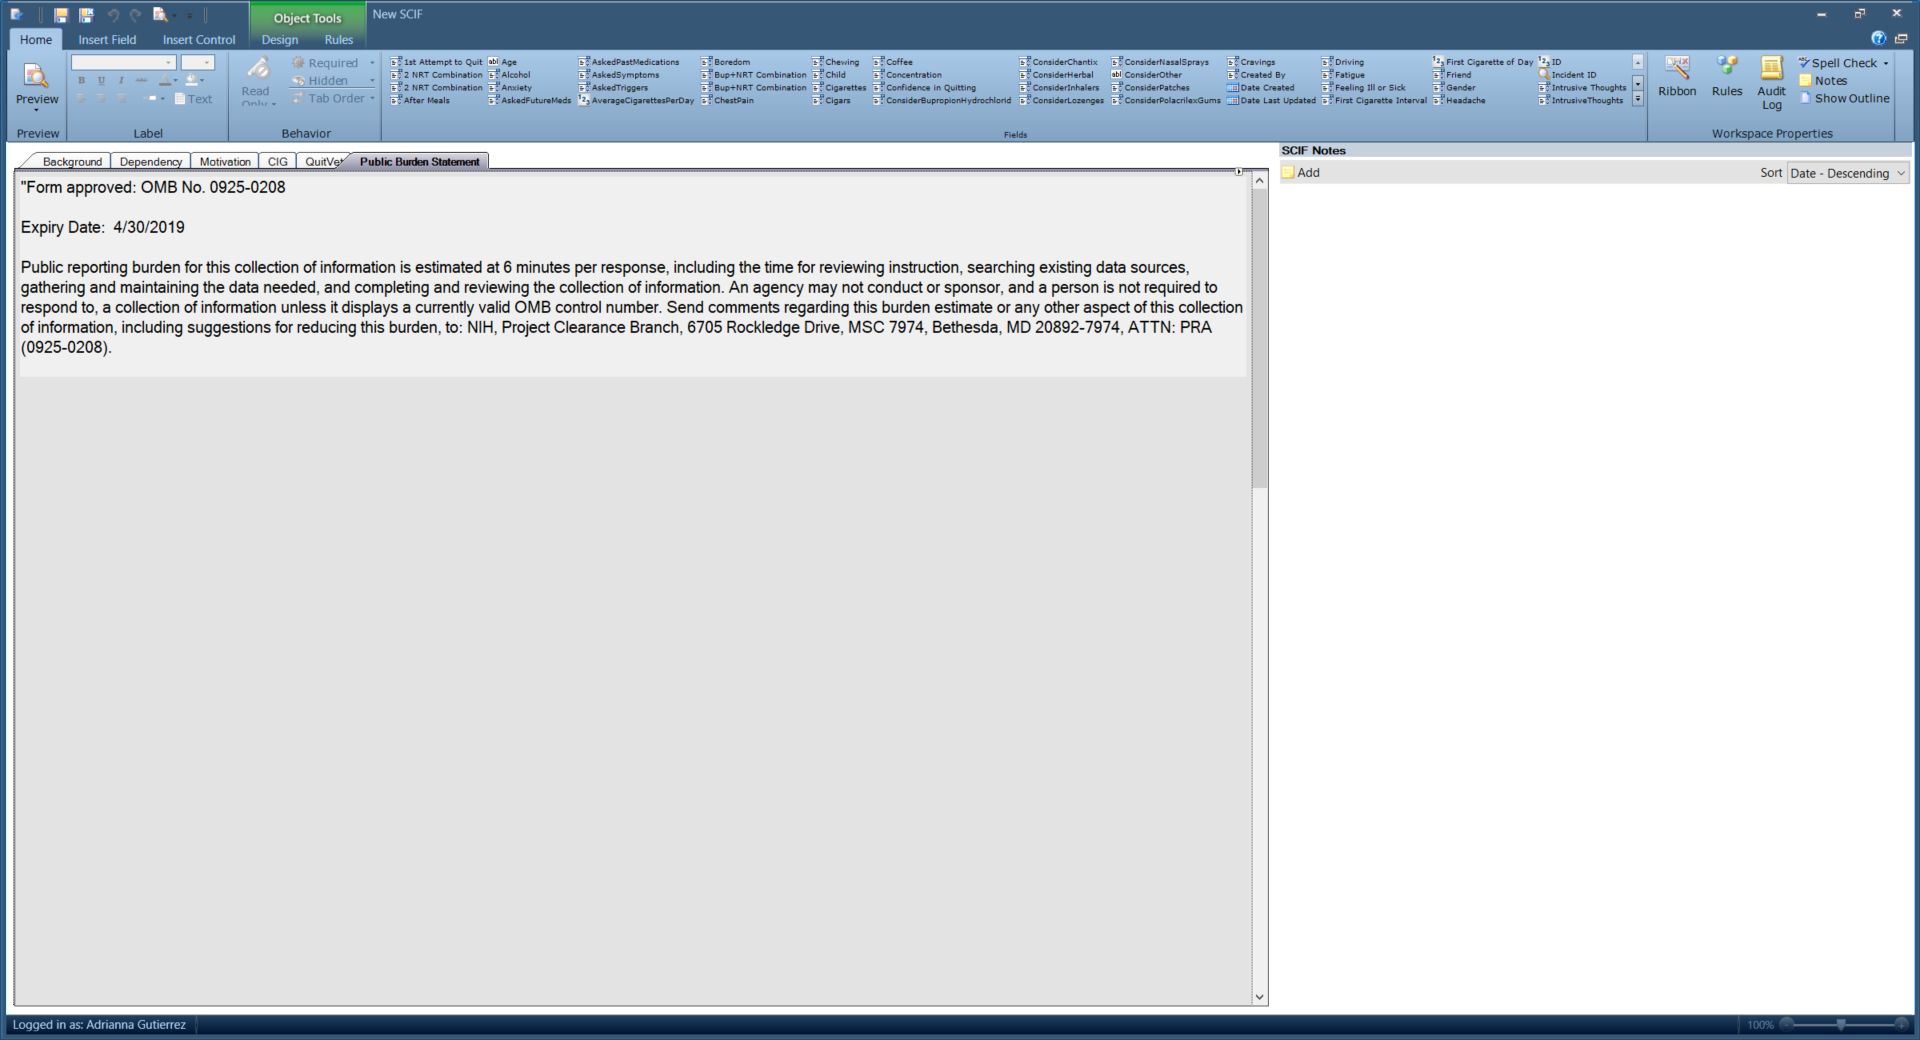 Object Tools
New SCIF
Home
Insert Field
Insert Control
Design
Rules
Preview
Preview
B U I abc
Text
Label
Read Only
Required
Hidden
Tab Order
Behavior
1st Attempt to Quit
2 NRT Combination
2 NRT Combination
After Meals
Age
Alcohol
Anxiety
AskedFutureMeds
AskedPastMedications
AskedSymptoms
AskedTriggers
AverageCigarettesPerDay
Boredom
Bup+NRT Combination
Bup+NRT Combination
ChestPain
Chewing
Child
Cigarettes
Cigars
Coffee
Concentration
Confidence in Quitting
ConsiderBupropionHydrochlorid
ConsiderChantix
ConsiderHerbal
ConsiderInhalers
ConsiderLozenges
ConsiderNasalSprays
ConsiderOther
ConsiderPatches
ConsiderPolacrilexGums
Cravings
Created By
Date Created
Date Last Updated
Driving
Fatigue
Feeling Ill or Sick
First Cigarette Interval
First Cigarette of Day
Friend
Gender
Headache
ID
Incident ID
Intrusive Thoughts
IntrusiveThoughts
Fields
Ribbon
Rules
Audit Log
Spell Check
Notes
Show Outline
Workspace Properties
Background
Dependency
Motivation
CIG
QuitVet
Public Burden Statement
"Form approved: OMB No. 0925-0208
Expiry Date: 4/30/2019
Public reporting burden for this collection of information is estimated at 6 minutes per response, including the time for reviewing instruction, searching existing data sources,
gathering and maintaining the data needed, and completing and reviewing the collection of information. An agency may not conduct or sponsor, and a person is not required to
respond to, a collection of information unless it displays a currently valid OMB control number. Send comments regarding this burden estimate or any other aspect of this collection
of information, including suggestions for reducing this burden, to: NIH, Project Clearance Branch, 6705 Rockledge Drive, MSC 7974, Bethesda, MD 20892-7974, ATTN: PRA
(0925-0208).
SCIF Notes
Add
Sort
Date - Descending
Logged in as: Adrianna Gutierrez
100%